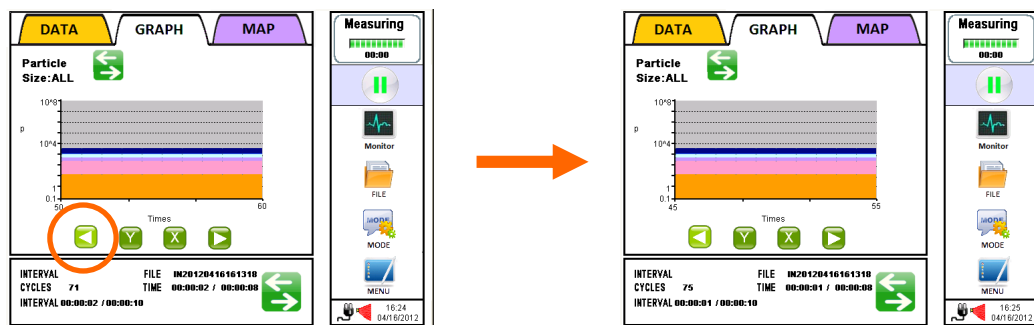 DATA GRAPH MAP
Particle
Size:ALL
10^9
p
10^4
1
0.1
50 60
Times
Y X
INTERVAL FILE IN20120416161318
CYCLES 71 TIME 00:00:02 / 00:00:08
INTERVAL 00:00:02 / 00:00:10
Measuring
00:00
Monitor
FILE
MODE
MODE
MENU
16:24
04/16/2012
DATA GRAPH MAP
Particle
Size:ALL
10^9
p
10^4
1
0.1
45 55
Times
Y X
INTERVAL FILE IN20120416161318
CYCLES 75 TIME 00:00:01 / 00:00:08
INTERVAL 00:00:01 / 00:00:10
Measuring
00:00
Monitor
FILE
MODE
MODE
MENU
16:25
04/16/2012